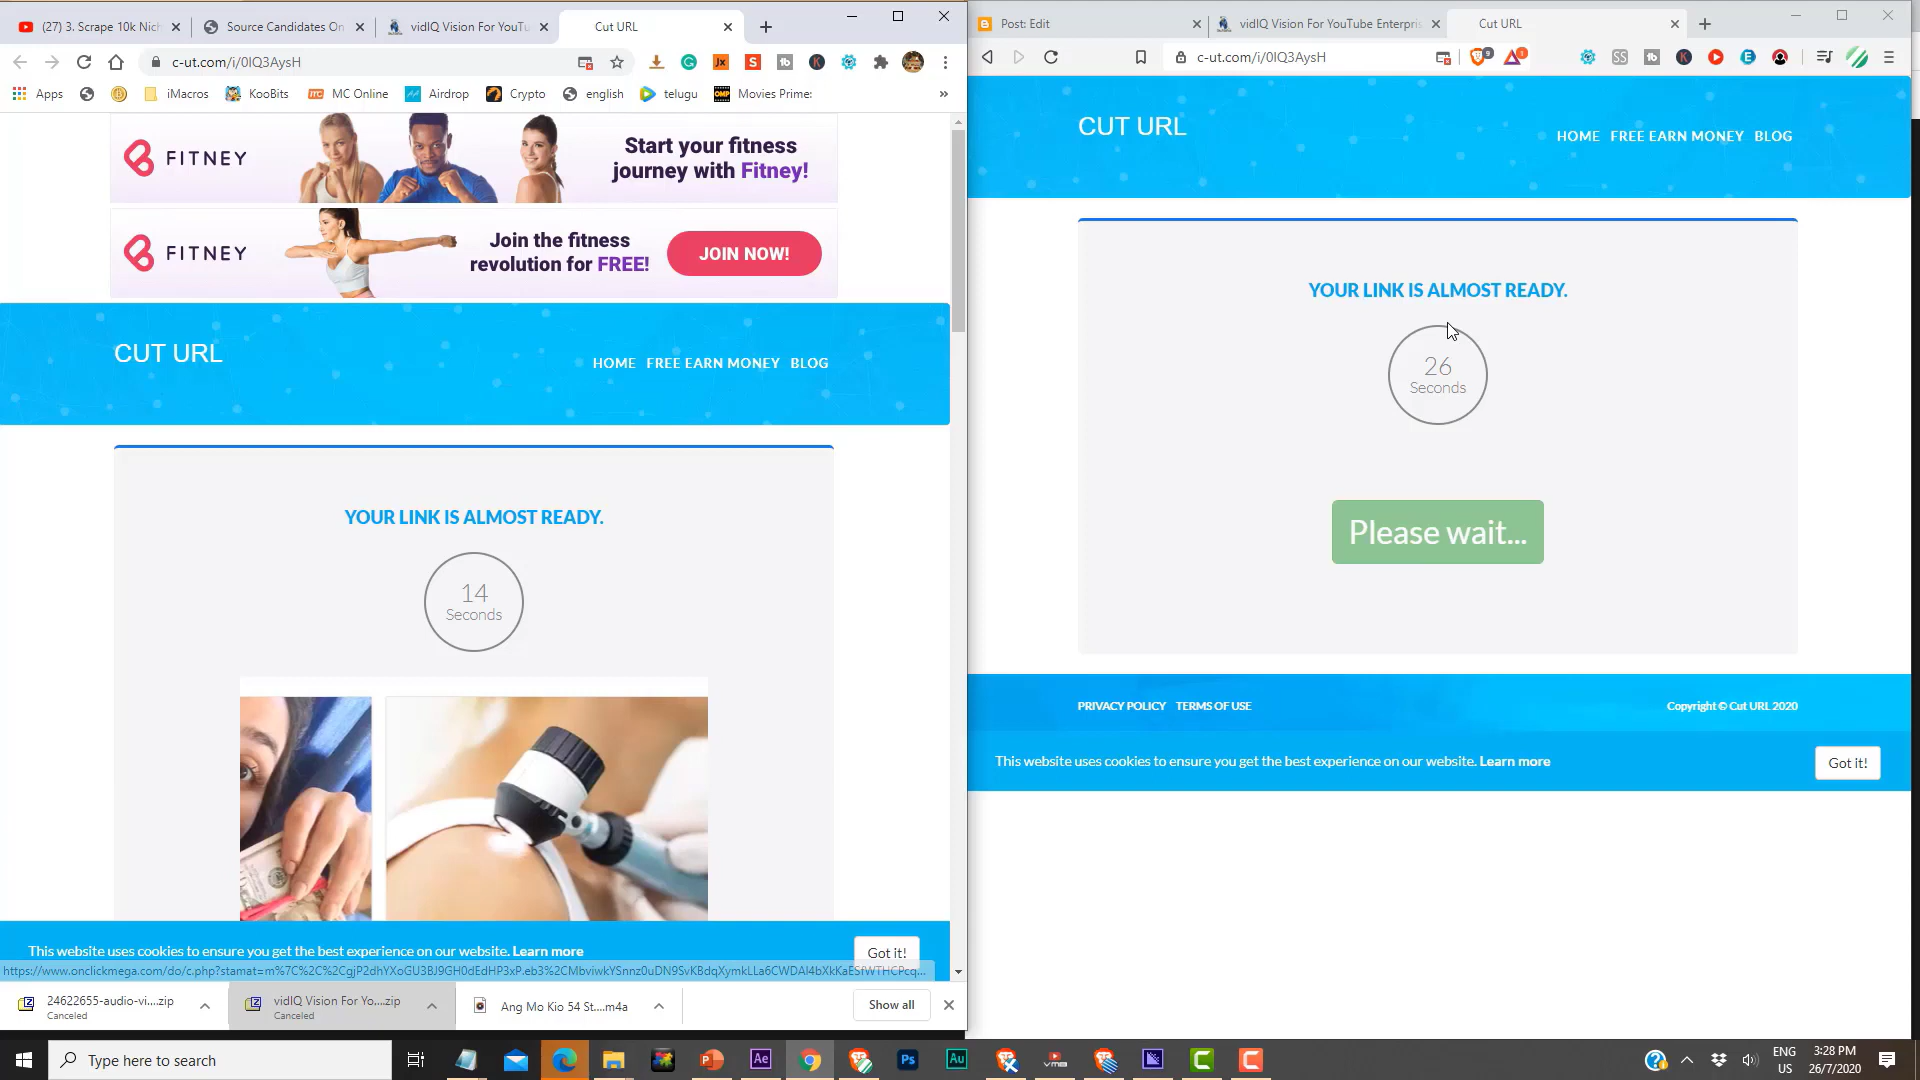 (27) 3. Scrape 10k Nich
Source Candidates On
vidIQ Vision For YouTu
Cut URL
c-ut.com/i/0IQ3AysH
Apps
iMacros
KooBits
MC Online
Airdrop
Crypto
english
telugu
Movies Prime:
FITNEY
Start your fitness
journey with Fitney!
FITNEY
Join the fitness
revolution for FREE!
JOIN NOW!
CUT URL
HOME FREE EARN MONEY BLOG
YOUR LINK IS ALMOST READY.
14
Seconds
This website uses cookies to ensure you get the best experience on our website. Learn more
Got it!
24622655-audio-vi....zip
Canceled
vidIQ Vision For Yo....zip
Canceled
Ang Mo Kio 54 St....m4a
Show all
Post: Edit
vidIQ Vision For YouTube Enterpris
Cut URL
c-ut.com/i/0IQ3AysH
CUT URL
HOME FREE EARN MONEY BLOG
YOUR LINK IS ALMOST READY.
26
Seconds
Please wait...
PRIVACY POLICY TERMS OF USE
Copyright © Cut URL 2020
This website uses cookies to ensure you get the best experience on our website. Learn more
Got it!
Type here to search
ENG
US
3:28 PM
26/7/2020